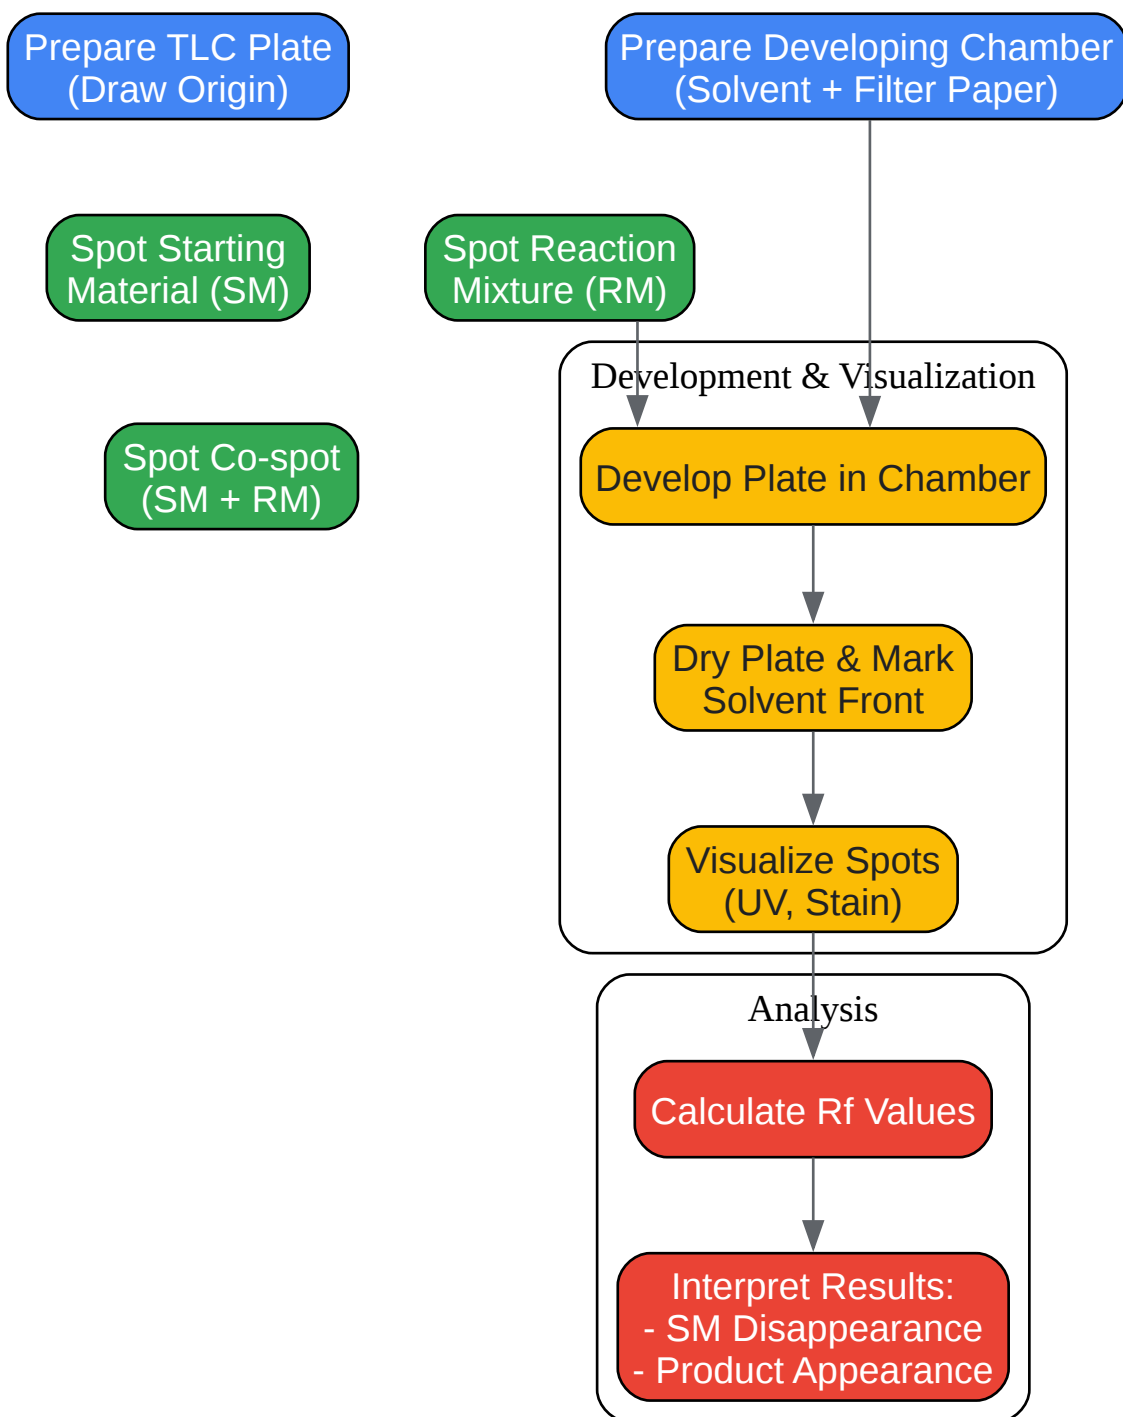 Prepare TLC Plate
(Draw Origin)
Prepare Developing Chamber
(Solvent + Filter Paper)
Spot Starting
Material (SM)
Spot Reaction
Mixture (RM)
Development & Visualization
Spot Co-spot
(SM + RM)
Develop Plate in Chamber
Dry Plate & Mark
Solvent Front
Visualize Spots
(UV, Stain)
Analysis
Calculate Rf Values
Interpret Results:
- SM Disappearance
- Product Appearance